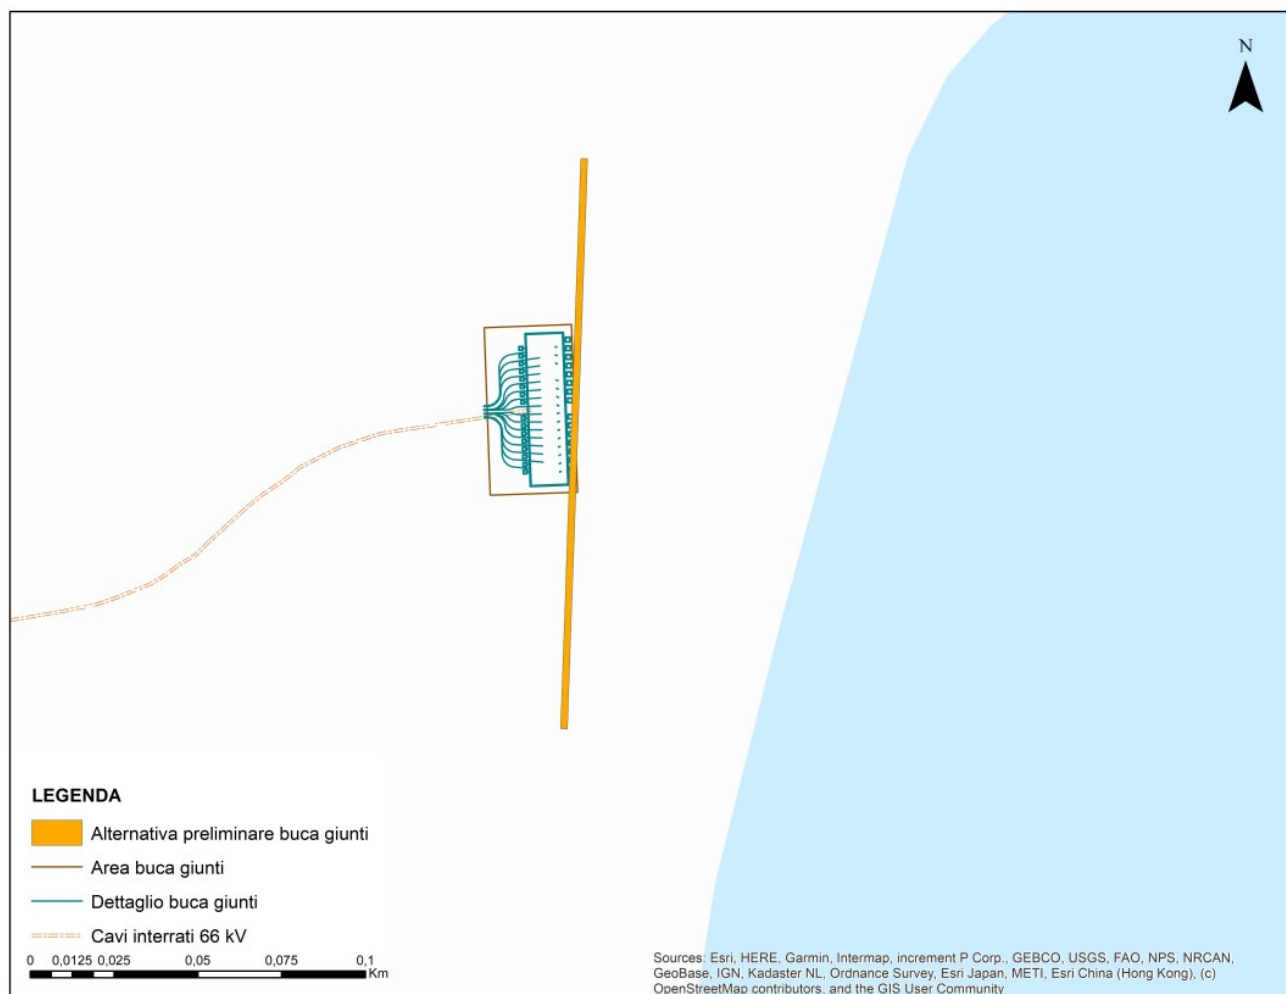 N
LEGENDA
Alternativa preliminare buca giunti
Area buca giunti
Dettaglio buca giunti
Cavi interrati 66 kV
0 0,0125 0,025 0,05 0,075 0,1
Km
Sources: Esri, HERE, Garmin, Intermap, increment P Corp., GEBCO, USGS, FAO, NPS, NRCAN,
GeoBase, IGN, Kadaster NL, Ordnance Survey, Esri Japan, METI, Esri China (Hong Kong), (c)
OpenStreetMap contributors, and the GIS User Community